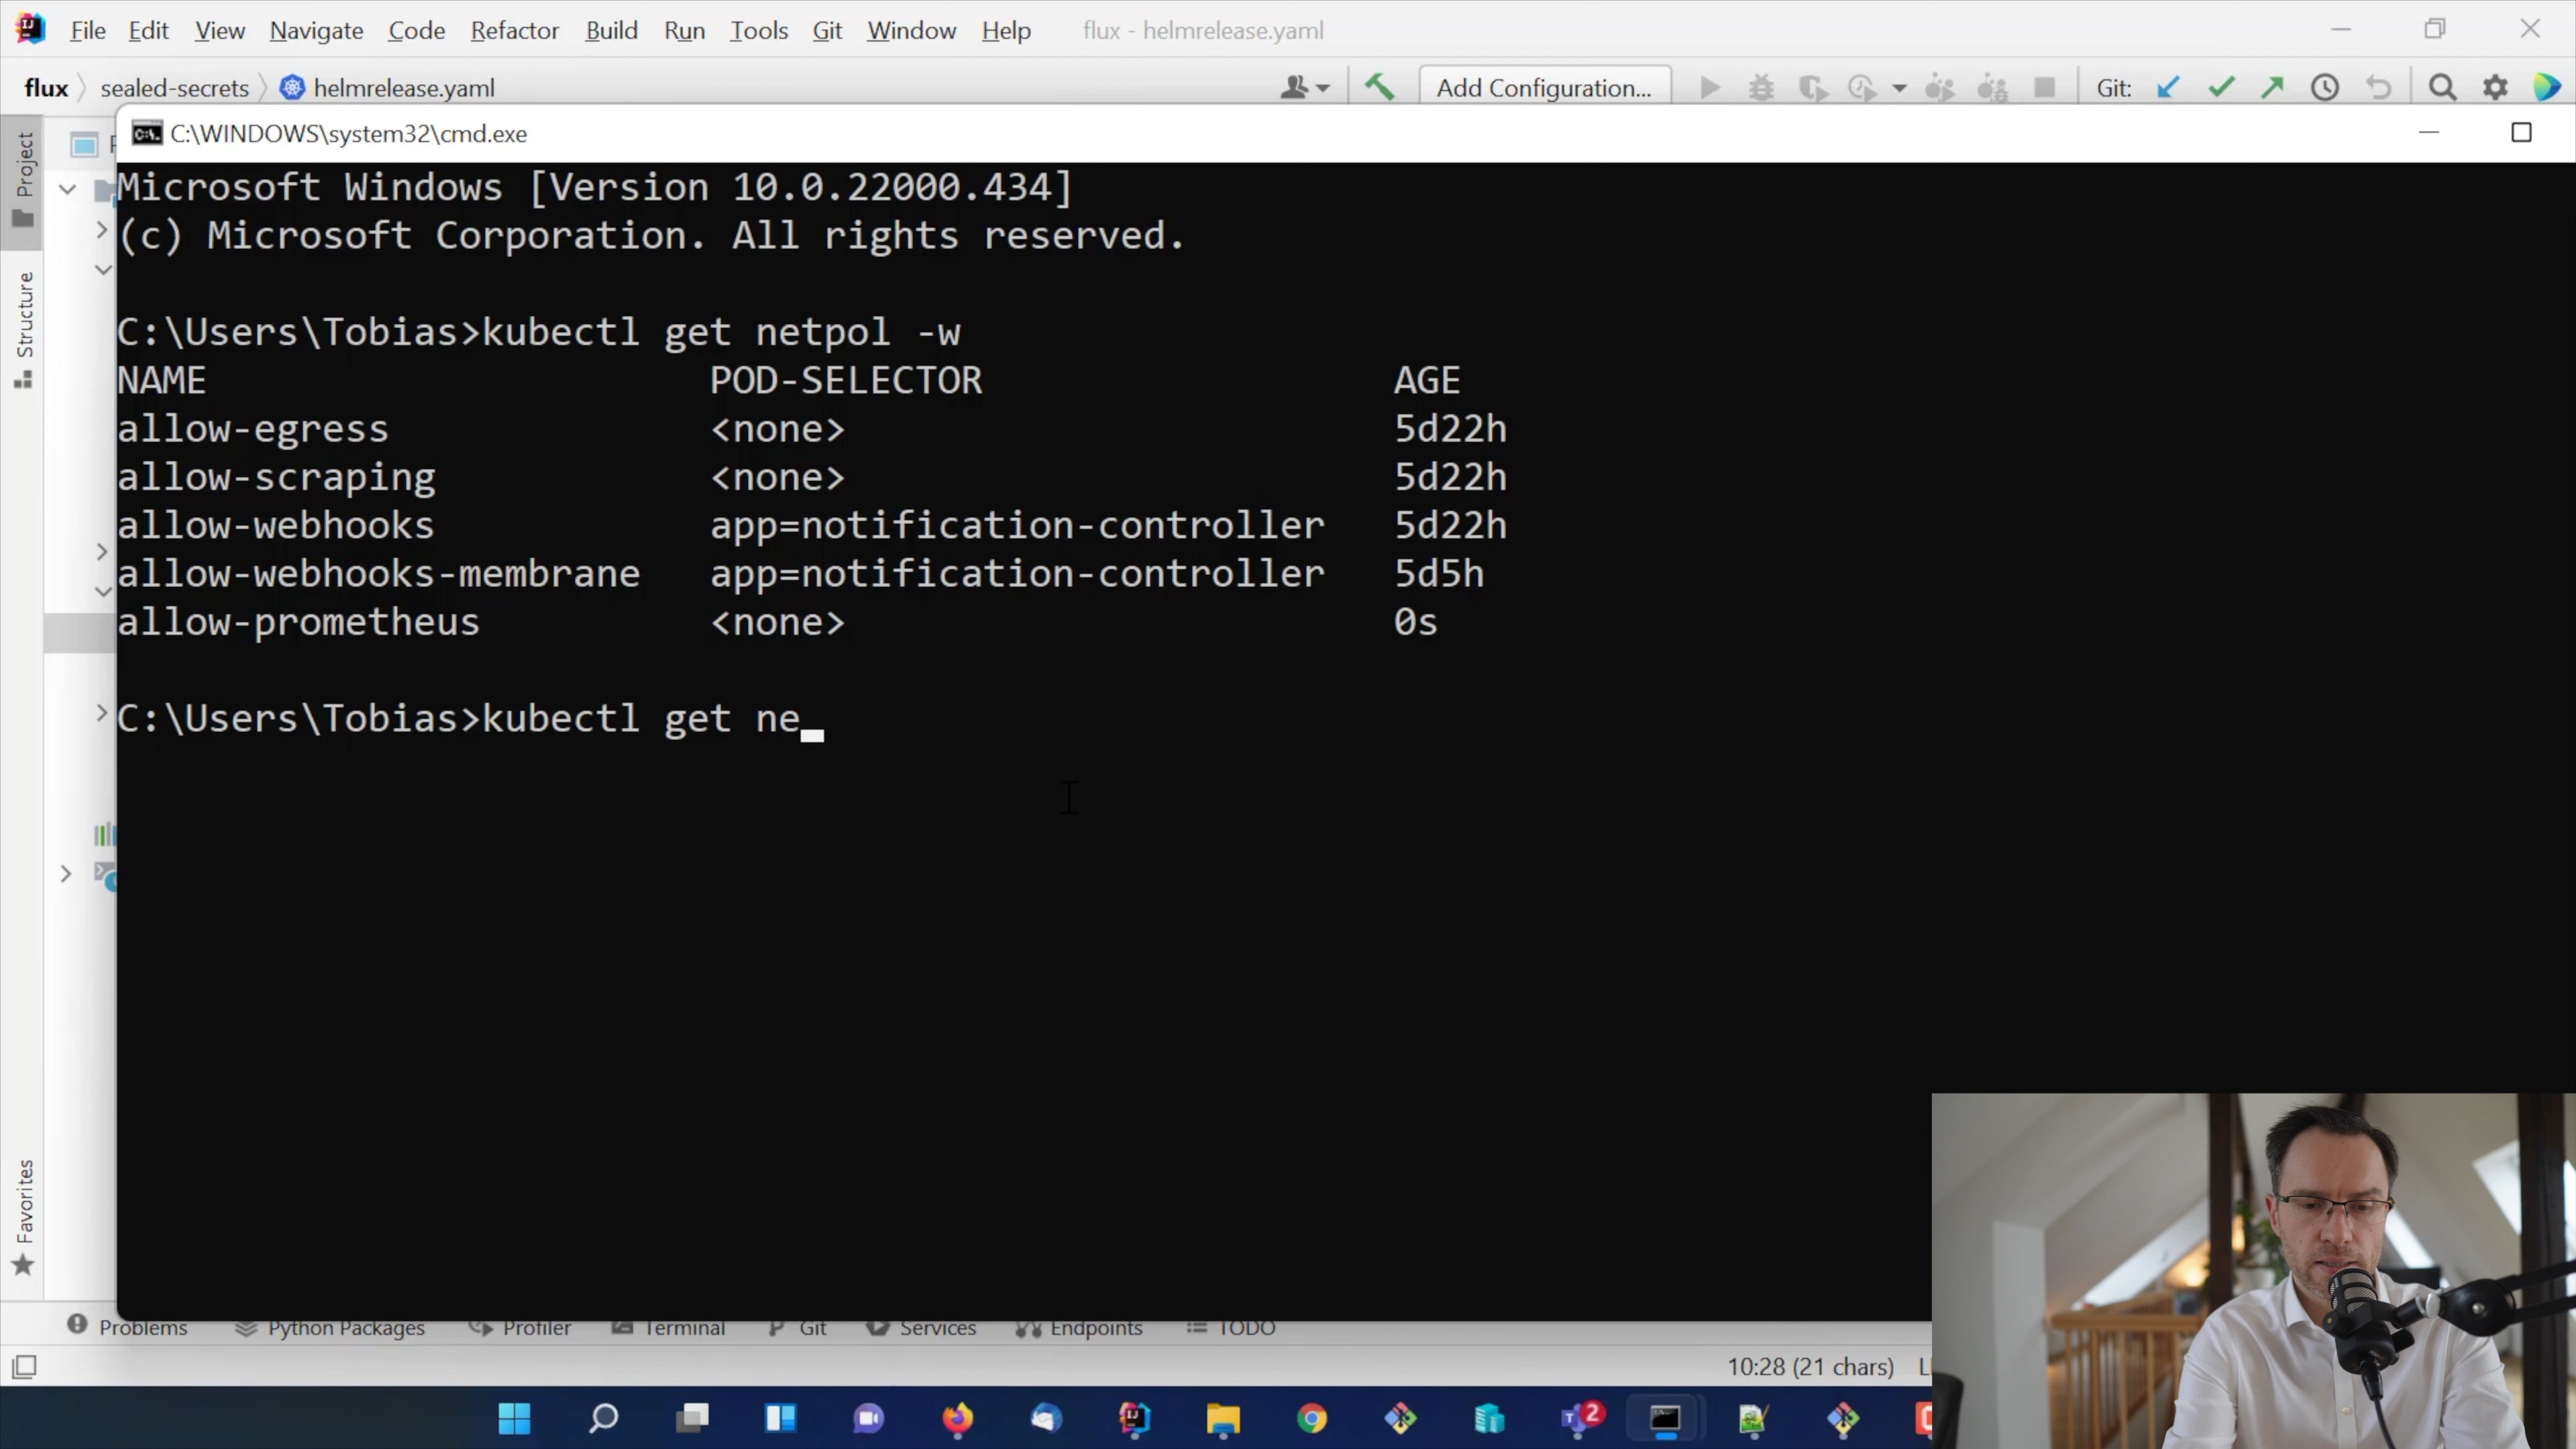 File Edit View Navigate Code Refactor Build Run Tools Git Window Help flux - helmrelease.yaml
flux sealed-secrets helmrelease.yaml Add Configuration... Git:
C:\WINDOWS\system32\cmd.exe
Project
Structure
Favorites
Microsoft Windows [Version 10.0.22000.434]
(c) Microsoft Corporation. All rights reserved.
C:\Users\Tobias>kubectl get netpol -w
NAME POD-SELECTOR AGE
allow-egress <none> 5d22h
allow-scraping <none> 5d22h
allow-webhooks app=notification-controller 5d22h
allow-webhooks-membrane app=notification-controller 5d5h
allow-prometheus <none> 0s
C:\Users\Tobias>kubectl get ne
Problems Python Packages Profiler Terminal Git Services Endpoints TODO
10:28 (21 chars)
2